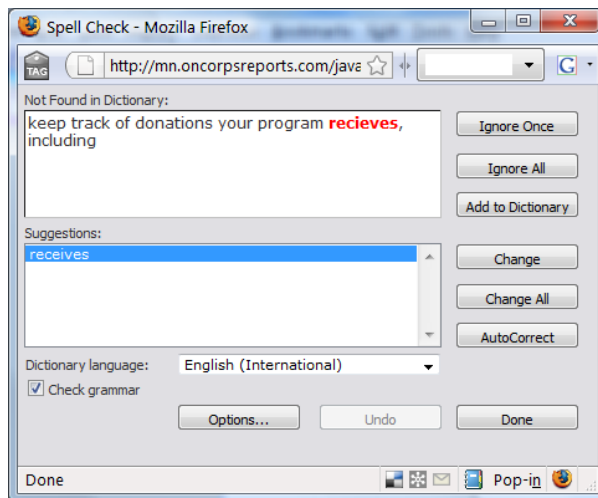 Spell Check - Mozilla Firefox
TAG
http://mn.oncorpsreports.com/java
G
Not Found in Dictionary:
keep track of donations your program recieves,
including
Ignore Once
Ignore All
Add to Dictionary
Suggestions:
receives
Change
Change All
AutoCorrect
Dictionary language: English (International)
Check grammar
Options... Undo Done
Done Pop-in